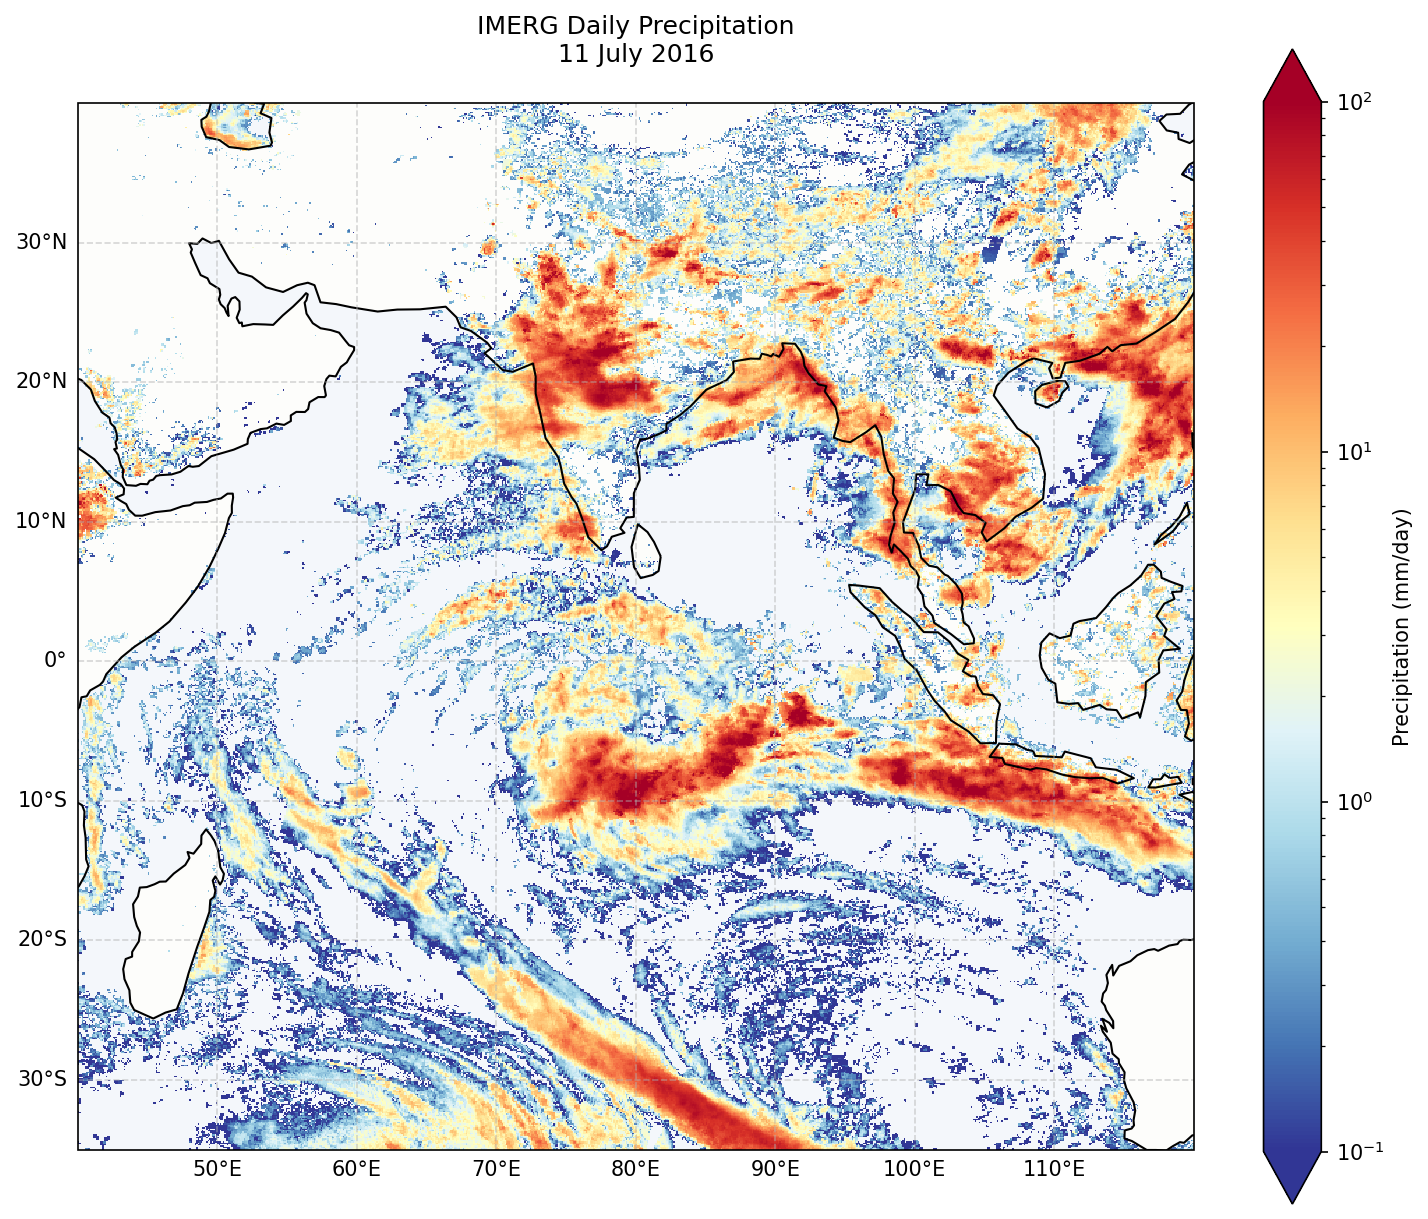 IMERG Daily Precipitation
11 July 2016
30°N
20°N
10°N
0°
10°S
20°S
30°S
50°E 60°E 70°E 80°E 90°E 100°E 110°E
10²
10¹
10⁰
10⁻¹
Precipitation (mm/day)